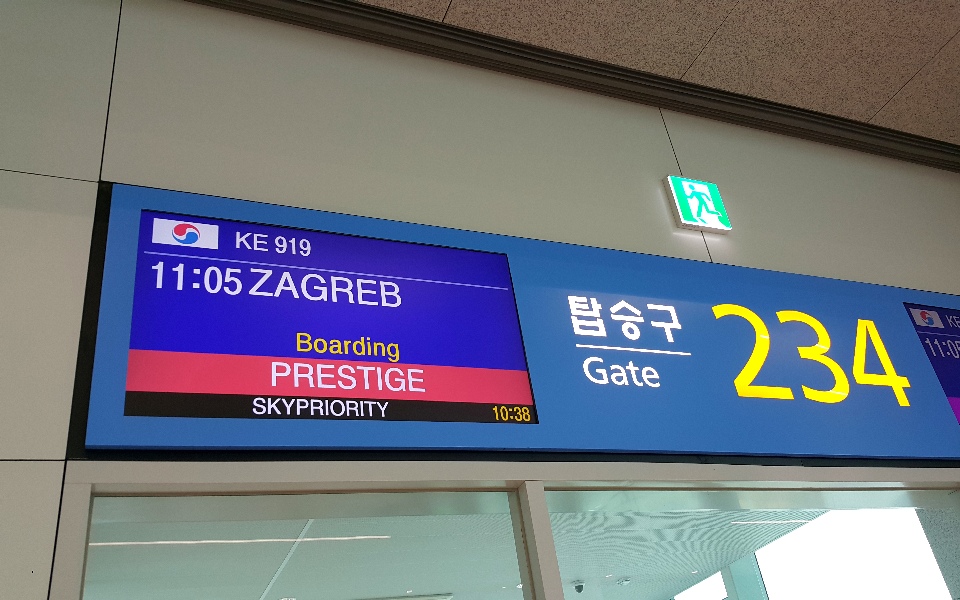 KE 919
11:05 ZAGREB
Boarding
PRESTIGE
SKYPRIORITY 10:38
탑승구
Gate
234